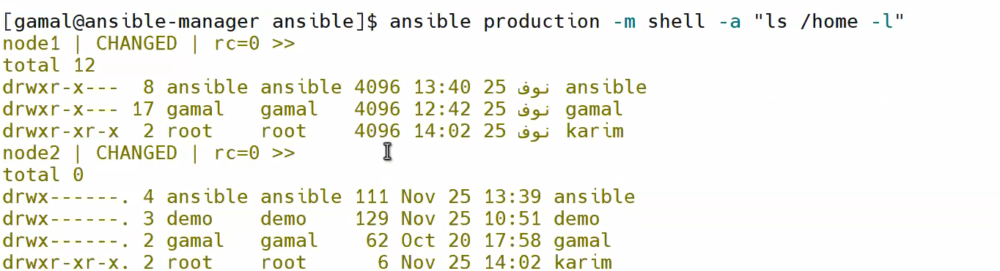 [gamal@ansible-manager ansible]$ ansible production -m shell -a "ls /home -l"
node1 | CHANGED | rc=0 >>
total 12
drwxr-x---  8 ansible ansible 4096 13:40 25 نوف ansible
drwxr-x--- 17 gamal   gamal   4096 12:42 25 نوف gamal
drwxr-xr-x  2 root    root    4096 14:02 25 نوف karim
node2 | CHANGED | rc=0 >>
total 0
drwx------. 4 ansible ansible 111 Nov 25 13:39 ansible
drwx------. 3 demo    demo    129 Nov 25 10:51 demo
drwx------. 2 gamal   gamal    62 Oct 20 17:58 gamal
drwxr-xr-x. 2 root    root      6 Nov 25 14:02 karim